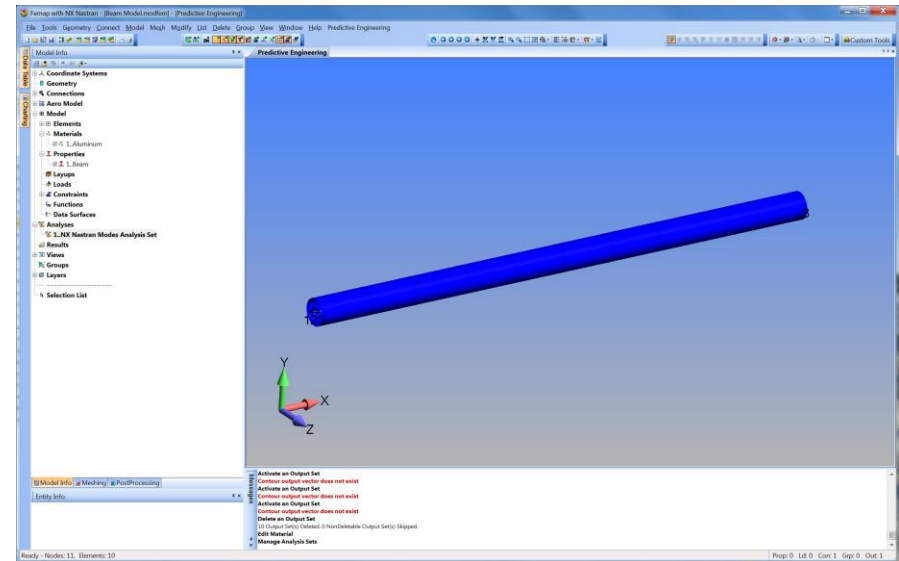 Femap with NX Nastran - [Beam Model.modfem] - [Predictive Engineering]
File Tools Geometry Connect Model Mesh Modify List Delete Group View Window Help Predictive Engineering
Custom Tools
Model Info
Predictive Engineering
Data Table
Charting
Coordinate Systems
Geometry
Connections
Aero Model
Model
Elements
Materials
1..Aluminum
Properties
1..Beam
Layups
Loads
Constraints
Functions
Data Surfaces
Analyses
1..NX Nastran Modes Analysis Set
Results
Views
Groups
Layers
Selection List
Y
X
Z
Model Info Meshing PostProcessing
Entity Info
Messages
Activate an Output Set
Contour output vector does not exist
Activate an Output Set
Contour output vector does not exist
Activate an Output Set
Contour output vector does not exist
Delete an Output Set
10 Output Set(s) Deleted. 0 NonDeletable Output Set(s) Skipped.
Edit Material
Manage Analysis Sets
Ready - Nodes: 11, Elements: 10
Prop: 0 Ld: 0 Con: 1 Grp: 0 Out: 1